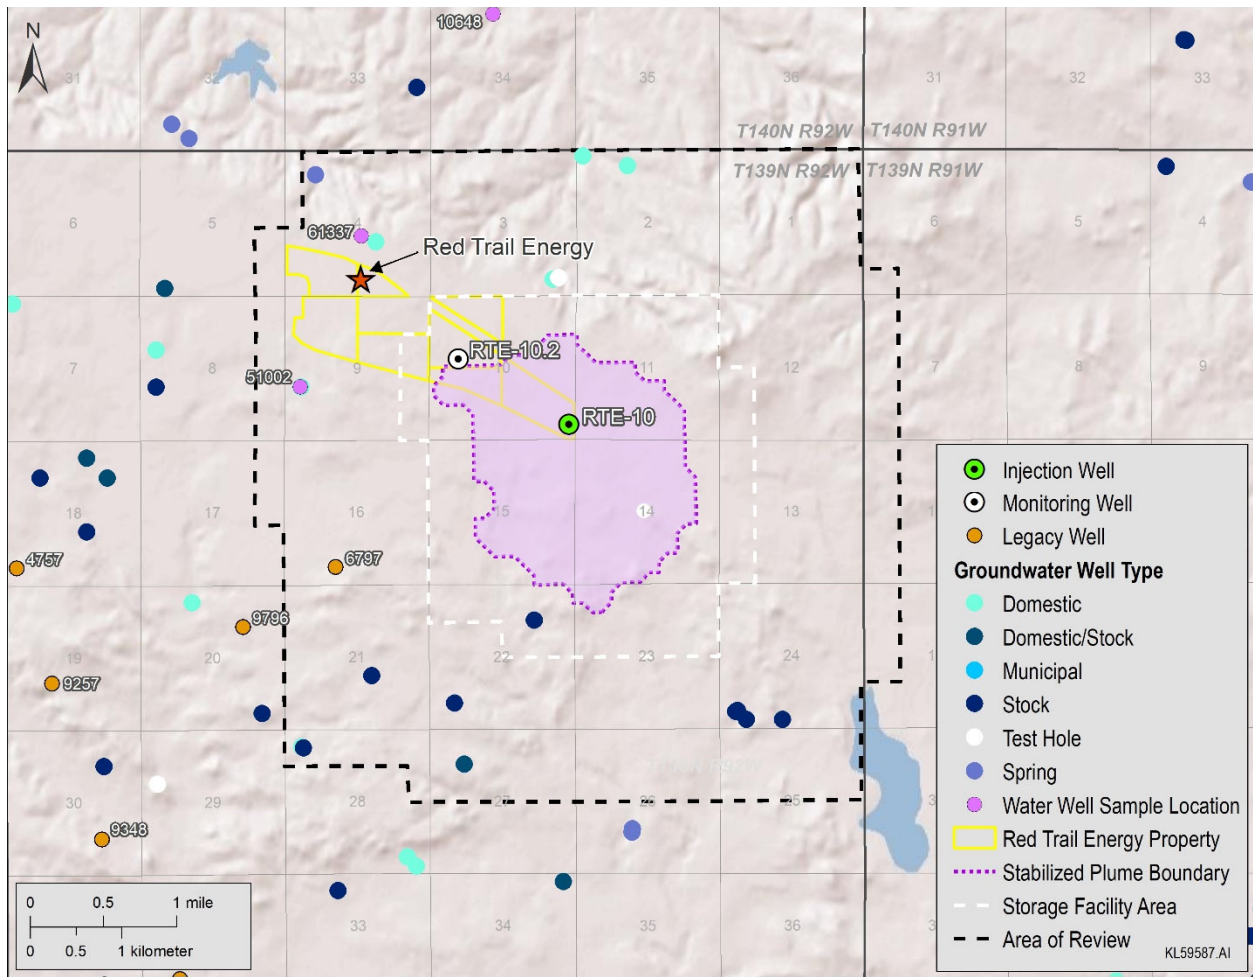 10648
N
31
32
33
34
35
36
31
32
33
T140N R92W
T140N R91W
T139N R92W
T139N R91W
6
5
4
3
2
1
6
5
4
61337
Red Trail Energy
RTE-10.2
7
8
9
10
11
12
7
51002
RTE-10
18
17
16
15
14
13
4757
6797
9796
19
20
21
22
23
24
9257
T140N R92W
30
29
28
27
26
25
9348
33
34
35
36
Injection Well
Monitoring Well
Legacy Well
Groundwater Well Type
Domestic
Domestic/Stock
Municipal
Stock
Test Hole
Spring
Water Well Sample Location
Red Trail Energy Property
Stabilized Plume Boundary
Storage Facility Area
Area of Review
KL59587.AI
0 0.5 1 mile
0 0.5 1 kilometer